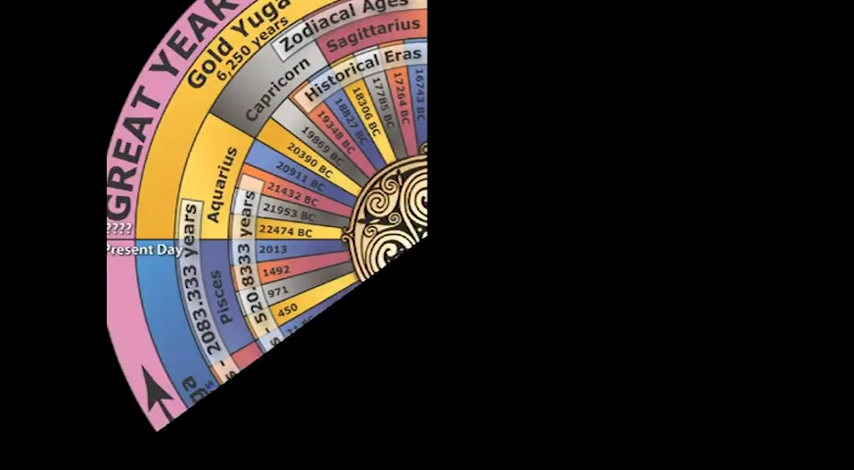 GREAT YEAR
Gold Yuga
6,250 years
Zodiacal Ages
Sagittarius
Capricorn
Historical Eras
16743 BC
17264 BC
17785 BC
18306 BC
18827 BC
19348 BC
19869 BC
20390 BC
20911 BC
21432 BC
21953 BC
22474 BC
Aquarius
????
Present Day
2013
1492
971
450
Pisces
- 2083.333 years
- 520.8333 years